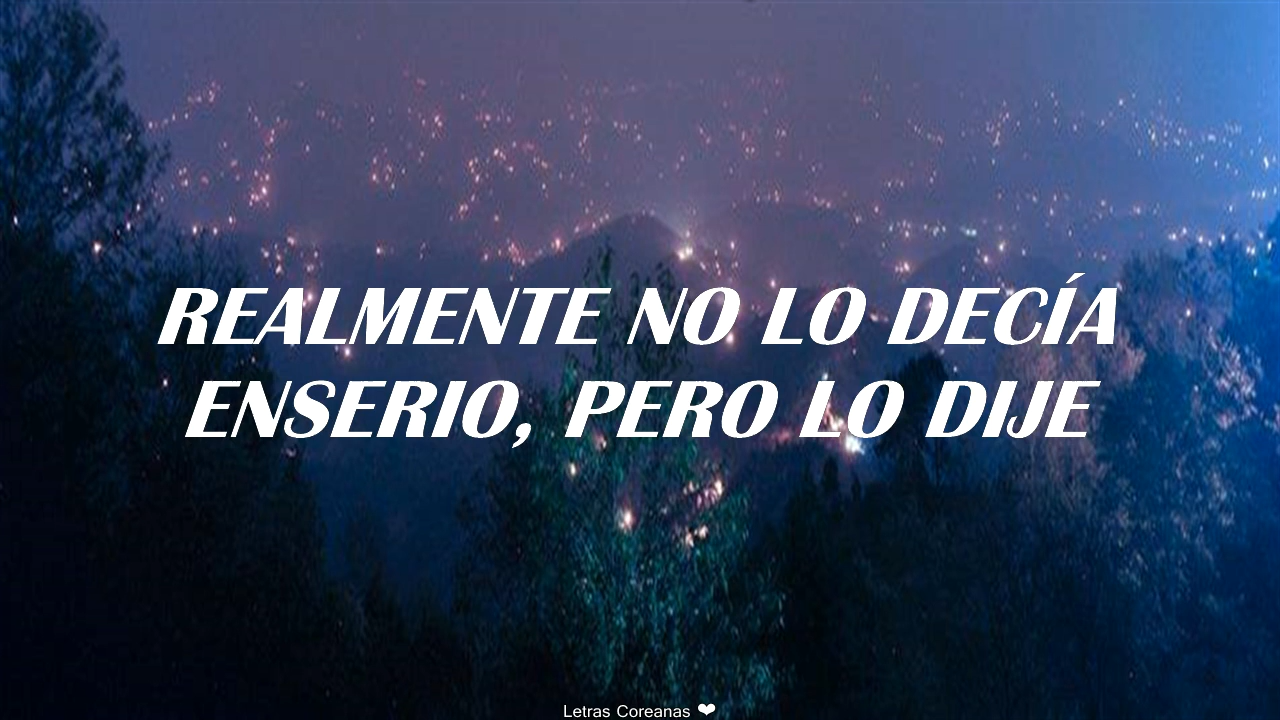 REALMENTE NO LO DECÍA
ENSERIO, PERO LO DIJE
Letras Coreanas ❤